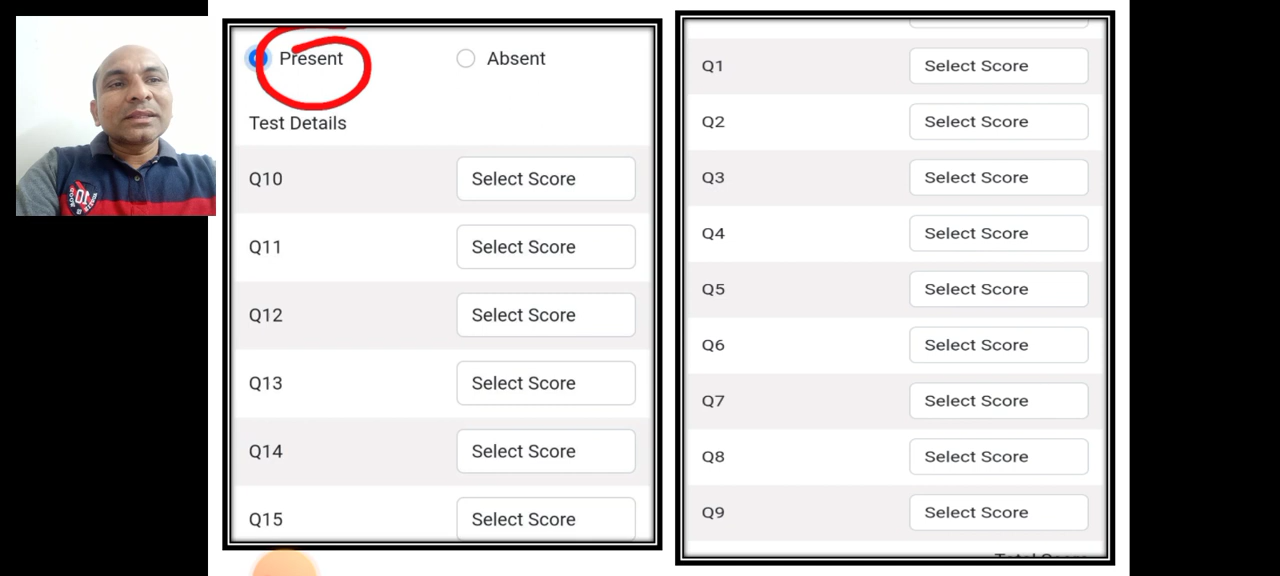 Present
Absent
Test Details
Q10 Select Score
Q11 Select Score
Q12 Select Score
Q13 Select Score
Q14 Select Score
Q15 Select Score
Q1 Select Score
Q2 Select Score
Q3 Select Score
Q4 Select Score
Q5 Select Score
Q6 Select Score
Q7 Select Score
Q8 Select Score
Q9 Select Score
Total Score